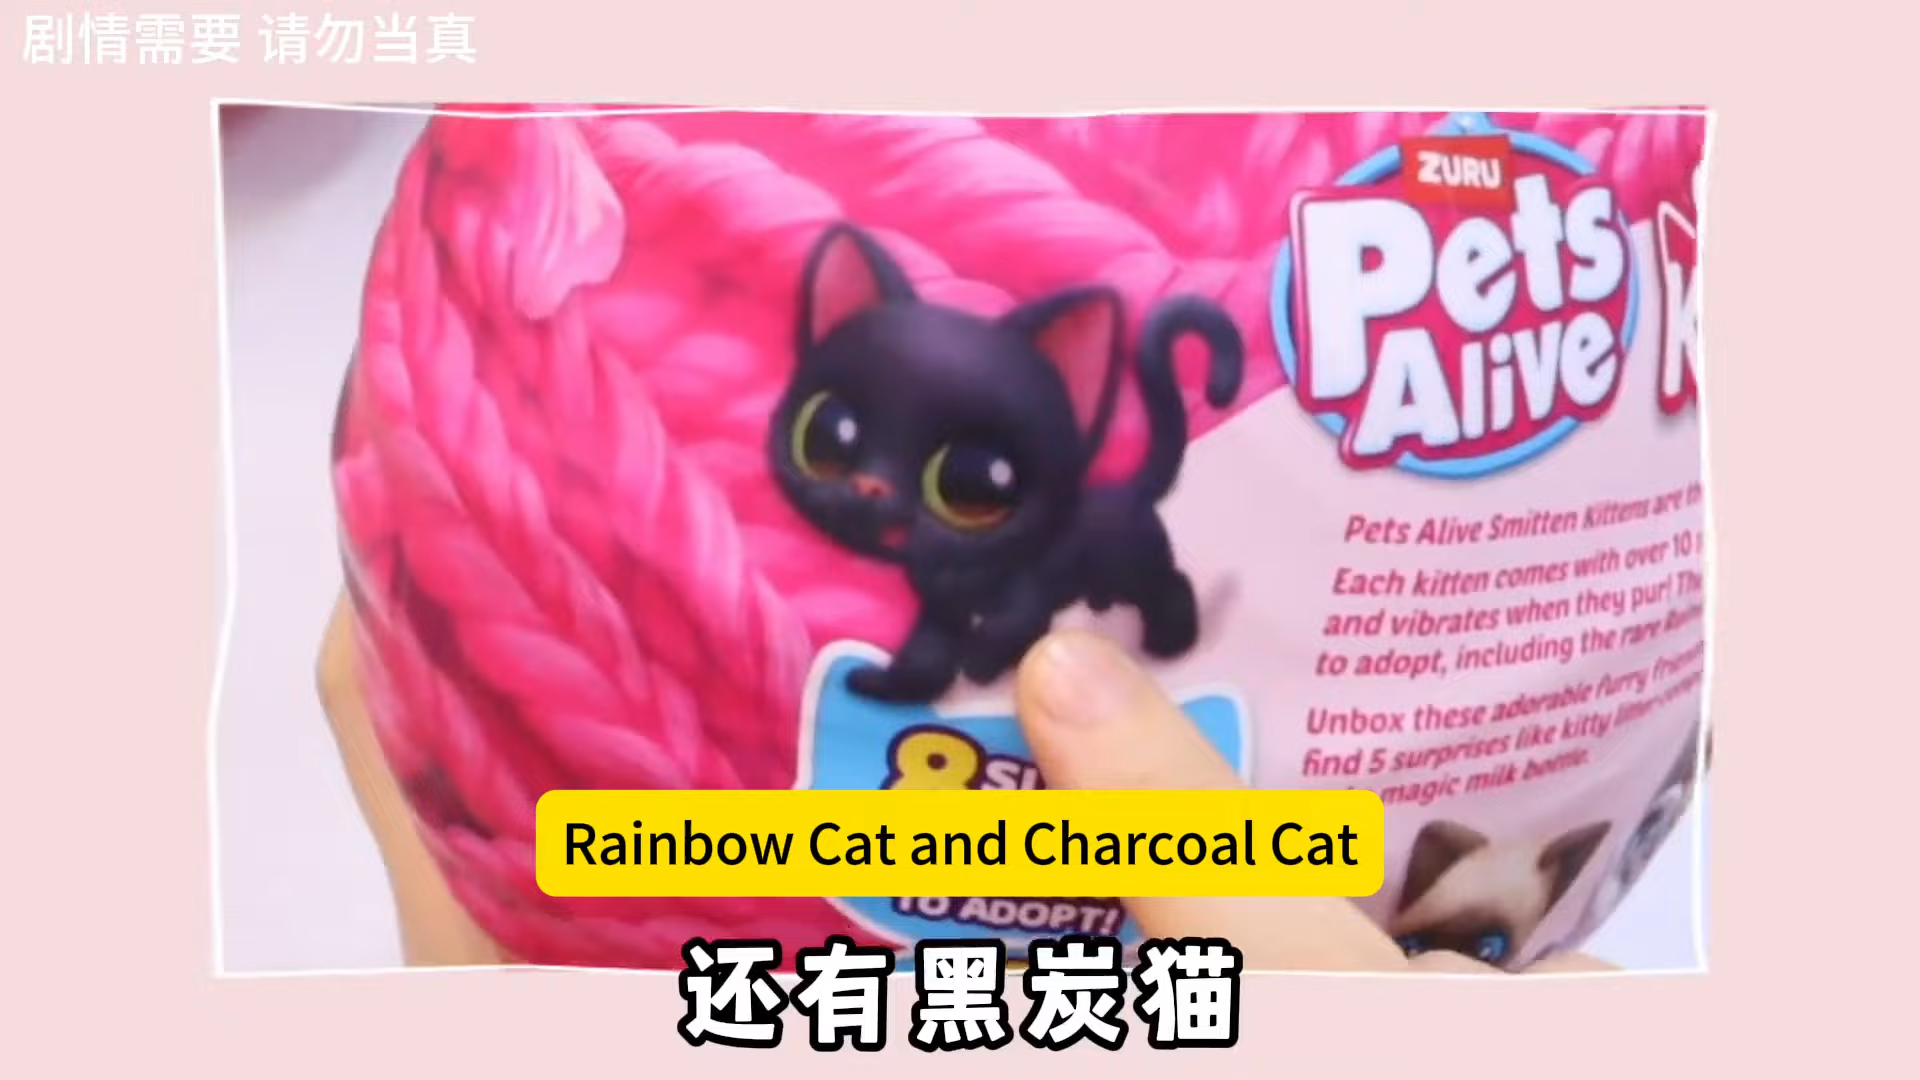 剧情需要 请勿当真
ZURU
Pets
Alive
Pets Alive Smitten Kittens are
Each kitten comes with over 10
and vibrates when they purr! The
to adopt, including the rare
Unbox these adorable furry
find 5 surprises like kitty litter
magic milk bottle.
8
TO ADOPT!
Rainbow Cat and Charcoal Cat
还有黑炭猫